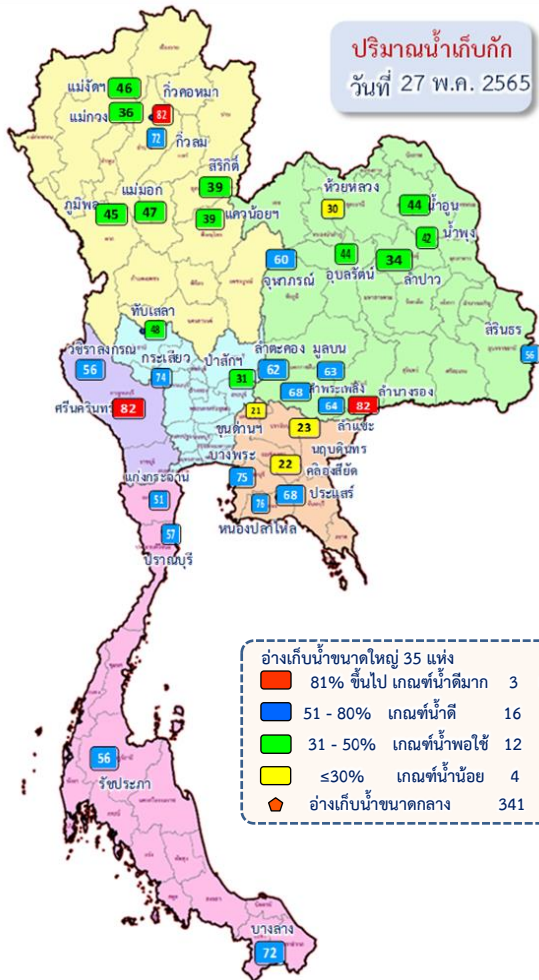 ปริมาณน้ำเก็บกัก
วันที่ 27 พ.ค. 2565
แม่งัดฯ 46
แม่กวง 36
กิ่วคอหมา
82
72
กิ่วลม
สิริกิติ์
39
แม่มอก
ภูมิพล 45 47
39 แควน้อยฯ
ห้วยหลวง
30
44 น้ำอูน
42 น้ำพุง
60
จุฬาภรณ์
44
อุบลรัตน์
34
ลำปาว
สิรินธร
56
ทับเสลา
48
วชิราลงกรณ์
56
กระเสียว
74
ป่าสักฯ
31
ลำตะคอง
62
มูลบน
63
68 ลำพระเพลิง
64
ลำแซะ
82
ลำนางรอง
ศรีนครินทร์
82
21
ขุนด่านฯ
23
นฤบดินทร
22
คลองสียัด
บางพระ
75
76
หนองปลาไหล
68 ประแสร์
แก่งกระจาน
51
57
ปราณบุรี
56
รัชประภา
บางลาง
72
อ่างเก็บน้ำขนาดใหญ่ 35 แห่ง
81% ขึ้นไป เกณฑ์น้ำดีมาก 3
51 - 80% เกณฑ์น้ำดี 16
31 - 50% เกณฑ์น้ำพอใช้ 12
≤30% เกณฑ์น้ำน้อย 4
อ่างเก็บน้ำขนาดกลาง 341